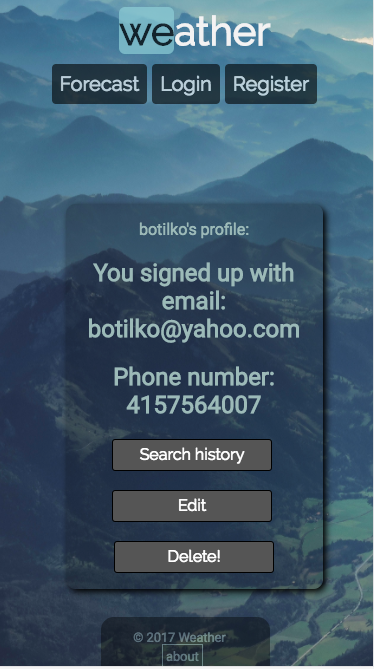 weather
Forecast Login Register
botilko's profile:
You signed up with
email:
botilko@yahoo.com
Phone number:
4157564007
Search history
Edit
Delete!
© 2017 Weather
about